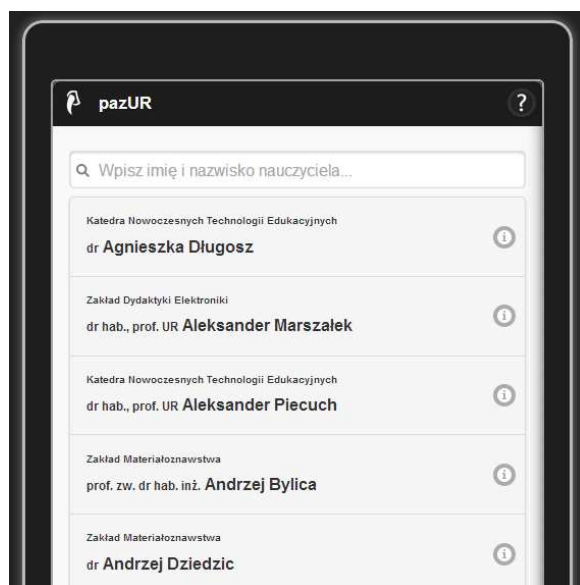 pazUR
?
Wpisz imię i nazwisko nauczyciela...
Katedra Nowoczesnych Technologii Edukacyjnych
dr Agnieszka Długosz
Zakład Dydaktyki Elektroniki
dr hab., prof. UR Aleksander Marszałek
Katedra Nowoczesnych Technologii Edukacyjnych
dr hab., prof. UR Aleksander Piecuch
Zakład Materiałoznawstwa
prof. zw. dr hab. inż. Andrzej Bylica
Zakład Materiałoznawstwa
dr Andrzej Dziedzic